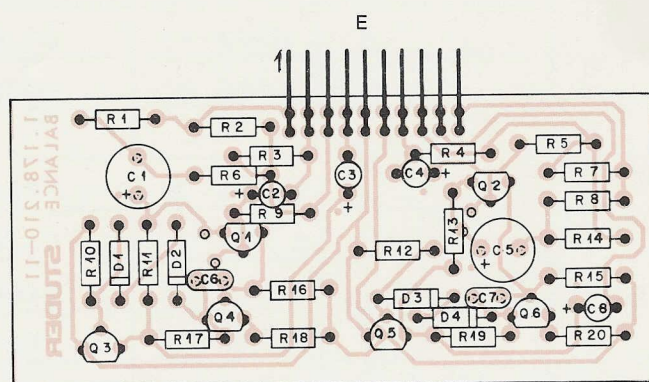 E
1
R1
R2
R3
R6
C1
C2
R9
C3
C4
R4
R5
R7
Q2
R8
R13
R14
Q1
R12
C5
R10
D1
R11
D2
C6
R16
D3
C7
R15
D4
Q6
C8
Q3
R17
Q4
R18
Q5
R19
R20
STUDER
BALANCE
1.178.210-11